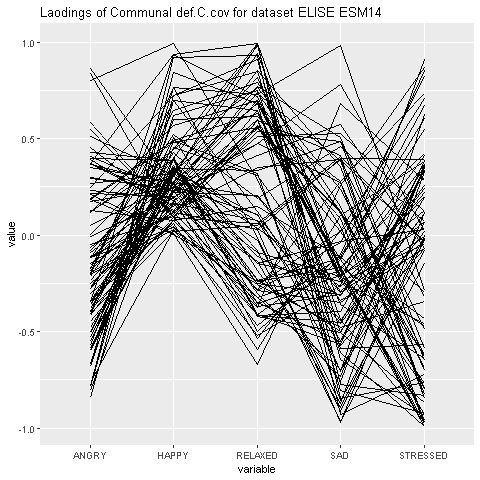 Laodings of Communal def.C.cov for dataset ELISE ESM14
1.0
0.5
0.0
-0.5
-1.0
value
ANGRY HAPPY RELAXED SAD STRESSED
variable